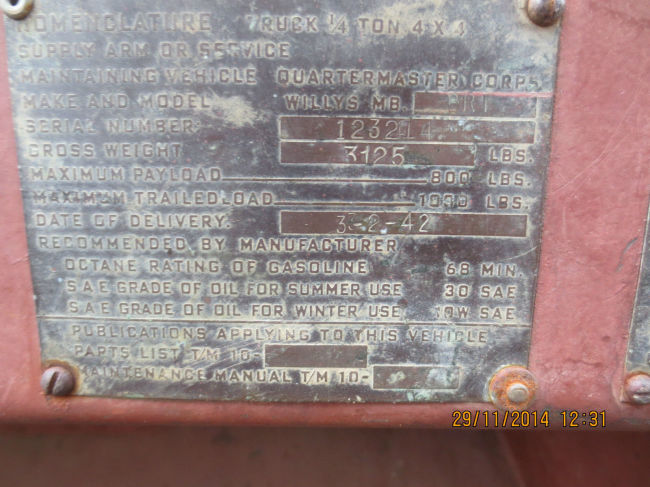 NOMENCLATURE TRUCK ¼ TON 4 X 4
SUPPLY ARM OR SERVICE
MAINTAINING VEHICLE QUARTERMASTER CORPS
MAKE AND MODEL WILLYS MB
SERIAL NUMBER 123214
GROSS WEIGHT 3125 LBS.
MAXIMUM PAYLOAD 800 LBS.
MAXIMUM TRAILED LOAD 1000 LBS.
DATE OF DELIVERY 3-2-42
RECOMMENDED BY MANUFACTURER
OCTANE RATING OF GASOLINE 68 MIN.
S A E GRADE OF OIL FOR SUMMER USE 30 SAE
S A E GRADE OF OIL FOR WINTER USE 10W SAE
PUBLICATIONS APPLYING TO THIS VEHICLE
PARTS LIST T/M 10-
MAINTENANCE MANUAL T/M 10-
29/11/2014 12:31